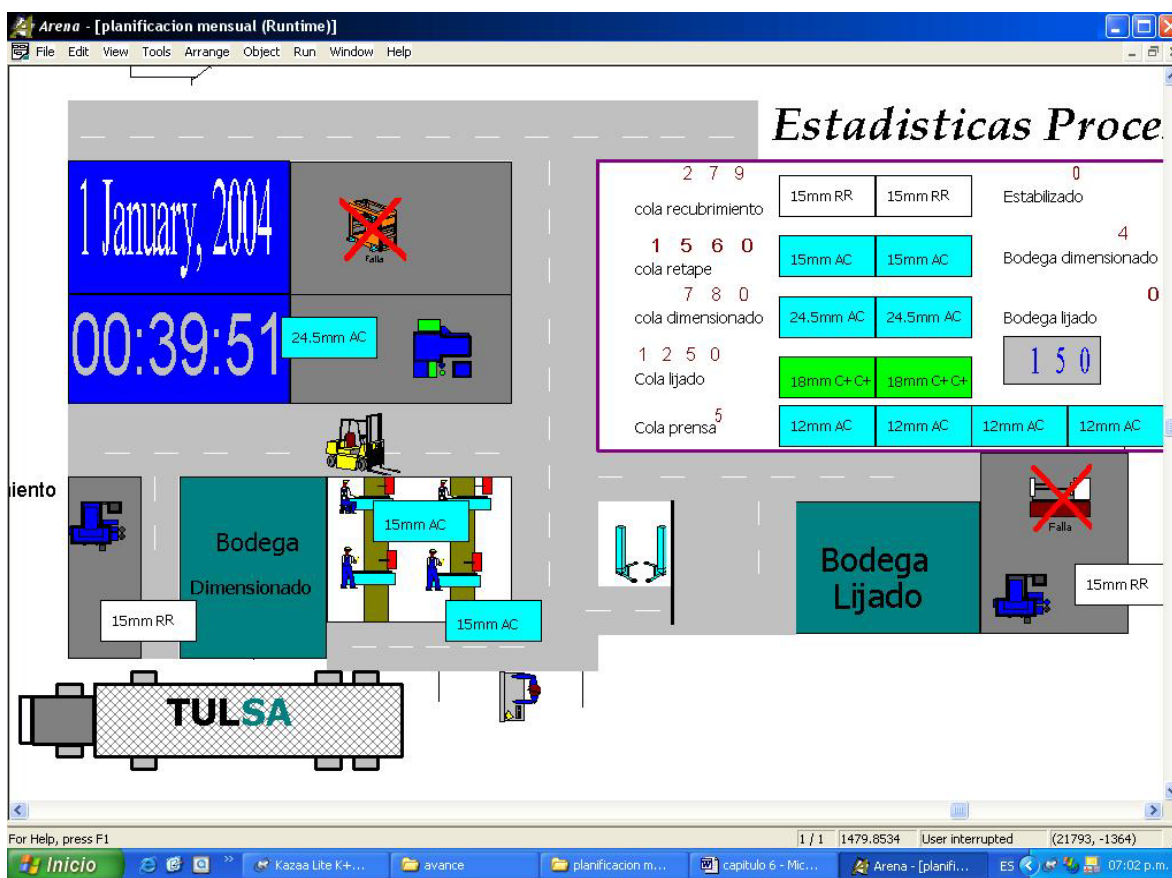 Arena - [planificacion mensual (Runtime)]
File Edit View Tools Arrange Object Run Window Help
Estadisticas Proce
1 January, 2004
Falla
00:39:51
24.5mm AC
2 7 9
cola recubrimiento
15mm RR 15mm RR
0
Estabilizado
1 5 6 0
cola retape
15mm AC 15mm AC
4
Bodega dimensionado
7 8 0
cola dimensionado
24.5mm AC 24.5mm AC
0
Bodega lijado
1 2 5 0
Cola lijado
18mm C+C+ 18mm C+C+
1 5 0
Cola prensa 5
12mm AC 12mm AC 12mm AC 12mm AC
iento
Bodega
Dimensionado
15mm AC
15mm AC
15mm RR
Bodega
Lijado
Falla
15mm RR
TULSA
For Help, press F1 1 / 1 1479.8534 User interrupted (21793, -1364)
Inicio » Kazaa Lite K+... avance planificacion m... capitulo 6 - Mic... Arena - [planifi... ES 07:02 p.m.